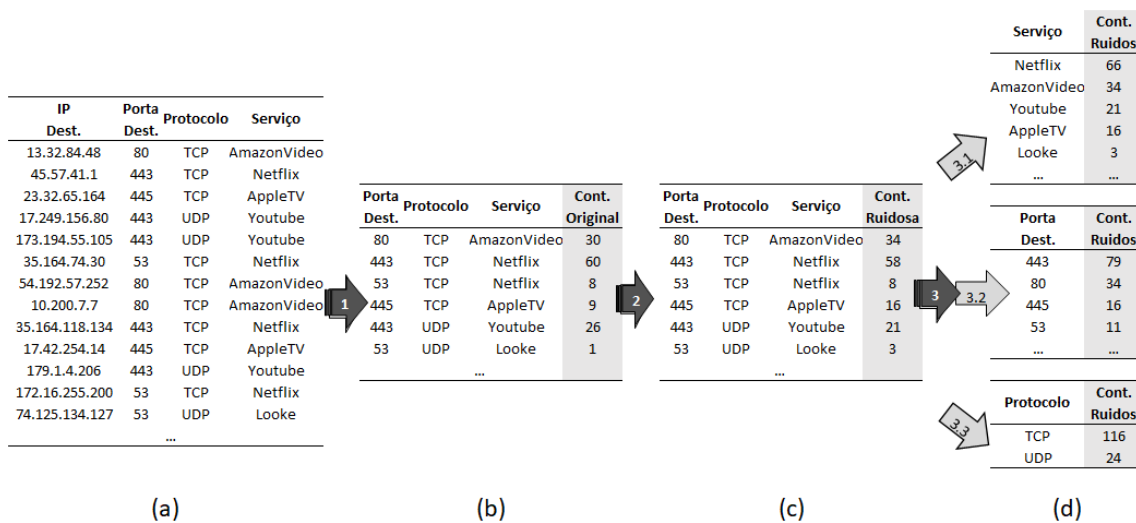 IP Dest. Porta Dest. Protocolo Serviço
13.32.84.48 80 TCP AmazonVideo
45.57.41.1 443 TCP Netflix
23.32.65.164 445 TCP AppleTV
17.249.156.80 443 UDP Youtube
173.194.55.105 443 UDP Youtube
35.164.74.30 53 TCP Netflix
54.192.57.252 80 TCP AmazonVideo
10.200.7.7 80 TCP AmazonVideo
35.164.118.134 443 TCP Netflix
17.42.254.14 445 TCP AppleTV
179.1.4.206 443 UDP Youtube
172.16.255.200 53 TCP Netflix
74.125.134.127 53 UDP Looke
...
(a)
1
Porta Dest. Protocolo Serviço Cont. Original
80 TCP AmazonVideo 30
443 TCP Netflix 60
53 TCP Netflix 8
445 TCP AppleTV 9
443 UDP Youtube 26
53 UDP Looke 1
...
(b)
2
Porta Dest. Protocolo Serviço Cont. Ruidosa
80 TCP AmazonVideo 34
443 TCP Netflix 58
53 TCP Netflix 8
445 TCP AppleTV 16
443 UDP Youtube 21
53 UDP Looke 3
...
(c)
3
3.1
Serviço Cont. Ruidos
Netflix 66
AmazonVideo 34
Youtube 21
AppleTV 16
Looke 3
... ...
3.2
Porta Dest. Cont. Ruidos
443 79
80 34
445 16
53 11
... ...
3.3
Protocolo Cont. Ruidos
TCP 116
UDP 24
(d)